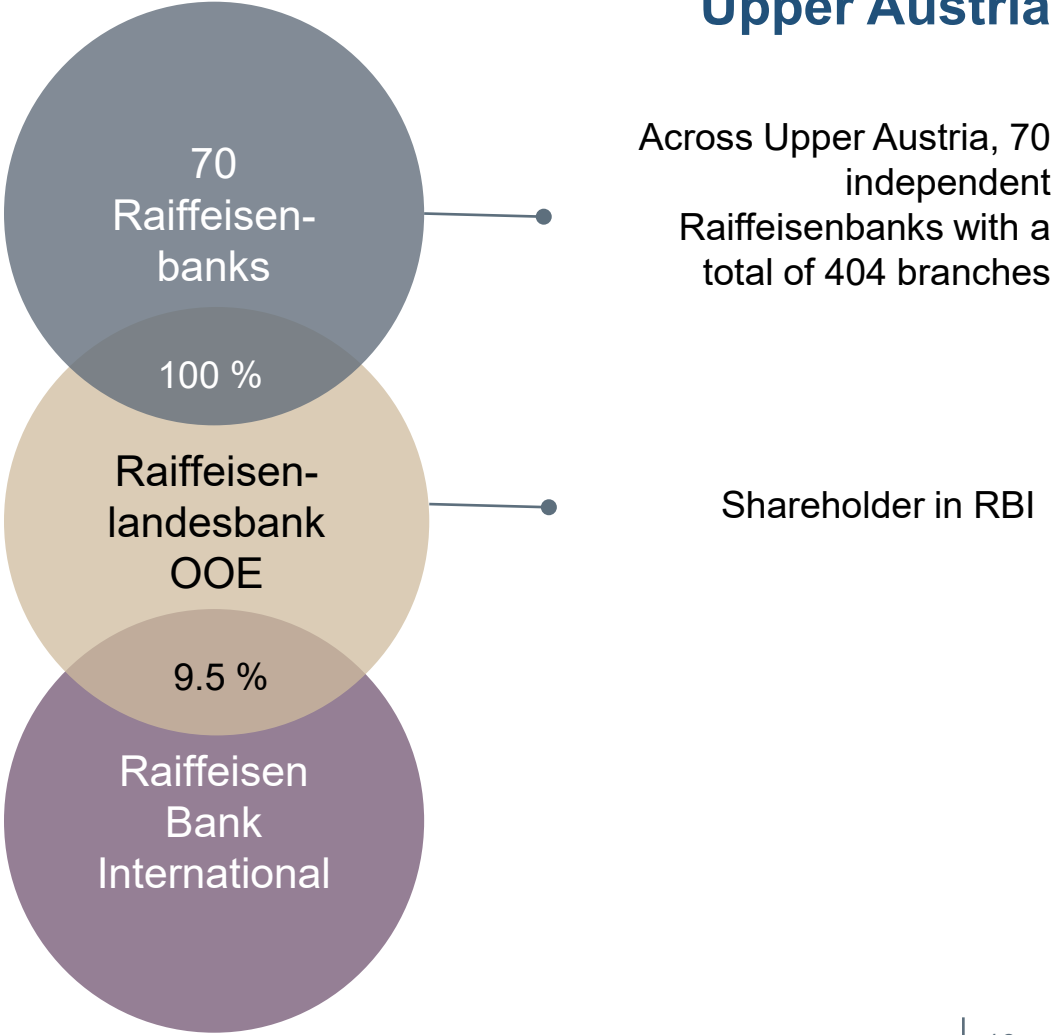 Upper Austria
70
Raiffeisen-
banks
Across Upper Austria, 70
independent
Raiffeisenbanks with a
total of 404 branches
100 %
Raiffeisen-
landesbank
OOE
Shareholder in RBI
9.5 %
Raiffeisen
Bank
International